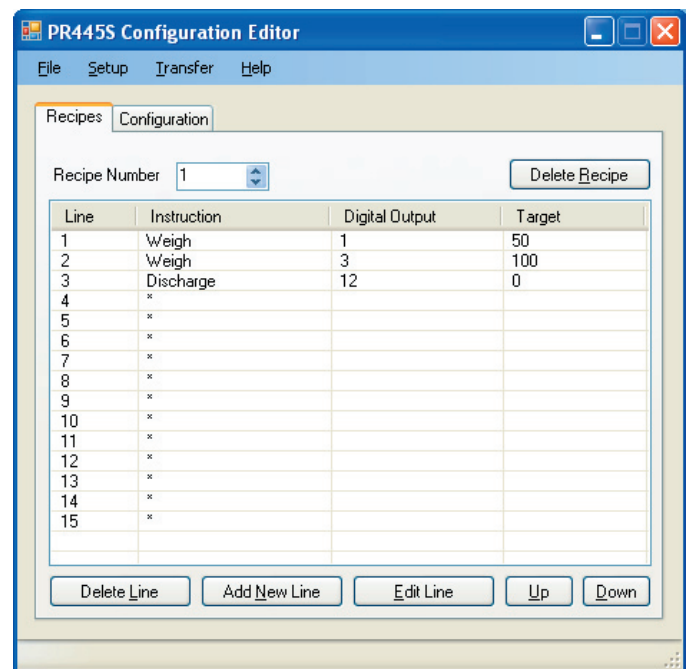 PR445S Configuration Editor
File Setup Transfer Help
Recipes Configuration
Recipe Number 1 Delete Recipe
Line Instruction Digital Output Target
1 Weigh 1 50
2 Weigh 3 100
3 Discharge 12 0
4 *
5 *
6 *
7 *
8 *
9 *
10 *
11 *
12 *
13 *
14 *
15 *
Delete Line Add New Line Edit Line Up Down